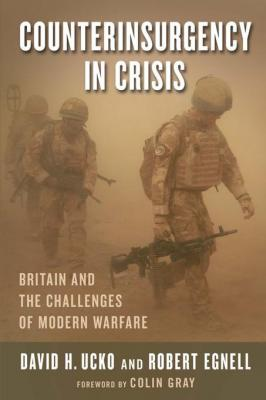 COUNTERINSURGENCY
IN CRISIS
BRITAIN AND
THE CHALLENGES
OF MODERN WARFARE
DAVID H. UCKO AND ROBERT EGNELL
FOREWORD BY COLIN GRAY